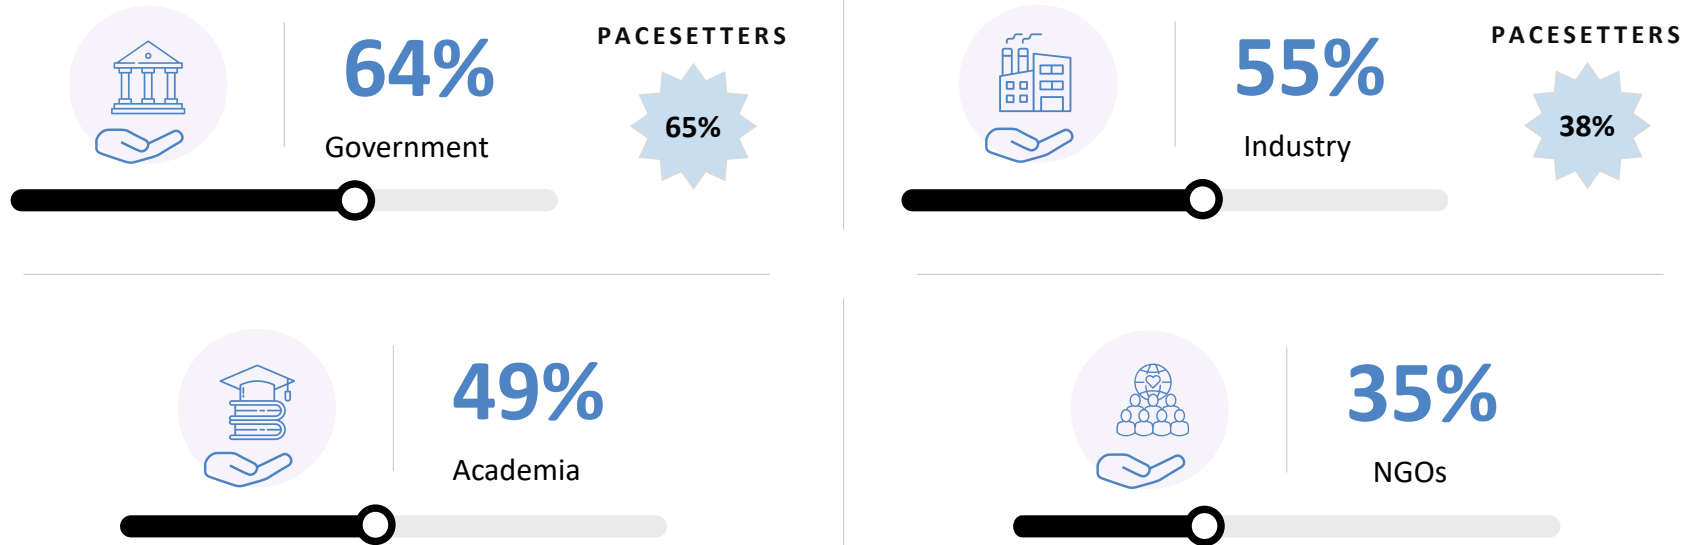 64%
Government
PACESETTERS
65%
55%
Industry
PACESETTERS
38%
49%
Academia
35%
NGOs